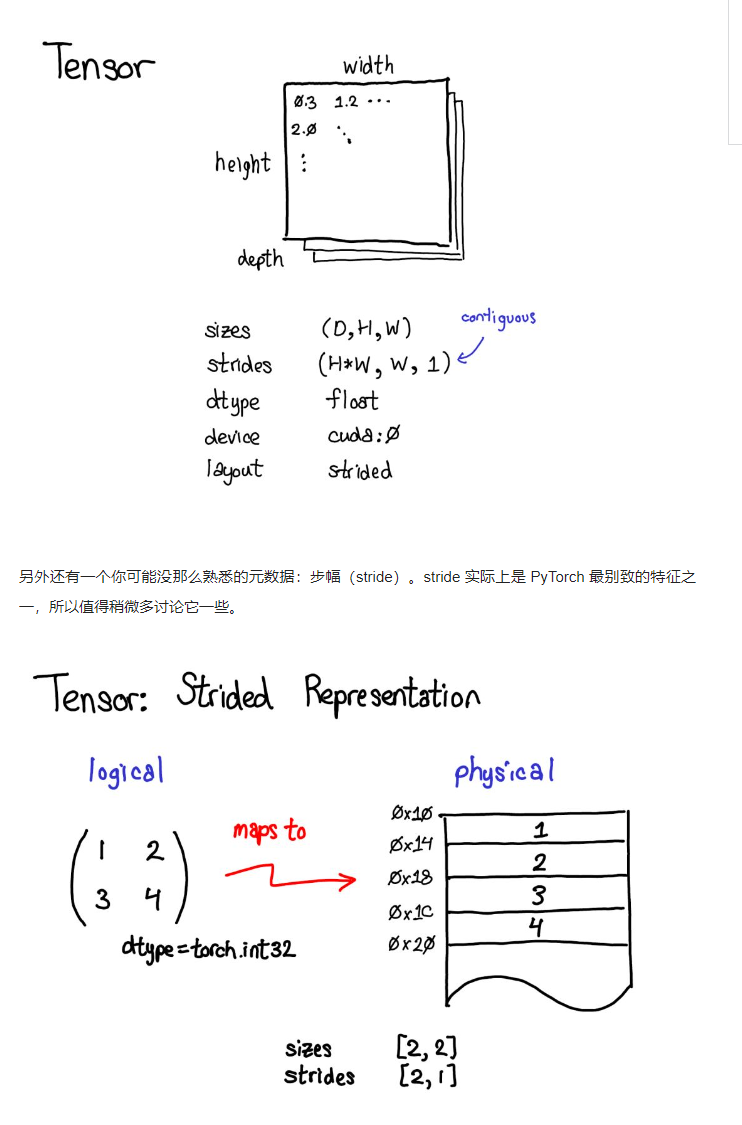 Tensor
width
0.3 1.2 ...
2.0
height
depth
sizes (D,H,W)
contiguous
strides (H*W, W, 1)
dtype float
device cuda:0
layout strided
另外还有一个你可能没那么熟悉的元数据：步幅（stride）。stride 实际上是 PyTorch 最别致的特征之
一，所以值得稍微多讨论它一些。
Tensor: Strided Representation
logical
physical
1 2
3 4
dtype=torch.int32
maps to
0x10
1
0x14
2
0x18
3
0x1C
4
0x20
sizes [2,2]
strides [2,1]